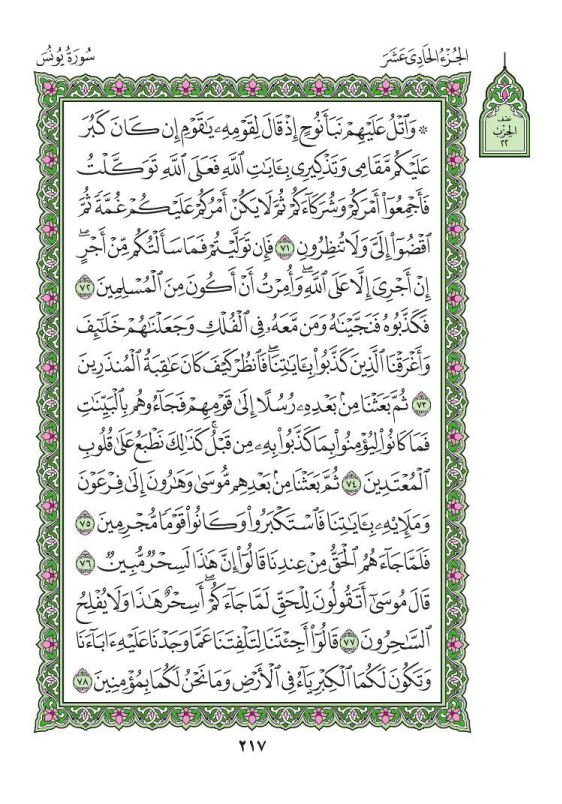 الجُزْءُ الحَادِي عَشَرَ
سُورَةُ يُونُسَ
نصف
الحِزْبِ
٢٢
۞ وَٱتْلُ عَلَيْهِمْ نَبَأَ نُوحٍ إِذْ قَالَ لِقَوْمِهِۦ يَٰقَوْمِ إِن كَانَ كَبُرَ
عَلَيْكُم مَّقَامِى وَتَذْكِيرِى بِـَٔايَٰتِ ٱللَّهِ فَعَلَى ٱللَّهِ تَوَكَّلْتُ
فَأَجْمِعُوٓا۟ أَمْرَكُمْ وَشُرَكَآءَكُمْ ثُمَّ لَا يَكُنْ أَمْرُكُمْ عَلَيْكُمْ غُمَّةً ثُمَّ
ٱقْضُوٓا۟ إِلَىَّ وَلَا تُنظِرُونِ ٧١ فَإِن تَوَلَّيْتُمْ فَمَا سَأَلْتُكُم مِّنْ أَجْرٍ ۖ
إِنْ أَجْرِىَ إِلَّا عَلَى ٱللَّهِ ۖ وَأُمِرْتُ أَنْ أَكُونَ مِنَ ٱلْمُسْلِمِينَ ٧٢
فَكَذَّبُوهُ فَنَجَّيْنَٰهُ وَمَن مَّعَهُۥ فِى ٱلْفُلْكِ وَجَعَلْنَٰهُمْ خَلَٰٓئِفَ
وَأَغْرَقْنَا ٱلَّذِينَ كَذَّبُوا۟ بِـَٔايَٰتِنَا ۖ فَٱنظُرْ كَيْفَ كَانَ عَٰقِبَةُ ٱلْمُنذَرِينَ
٧٣ ثُمَّ بَعَثْنَا مِنۢ بَعْدِهِۦ رُسُلًا إِلَىٰ قَوْمِهِمْ فَجَآءُوهُم بِٱلْبَيِّنَٰتِ
فَمَا كَانُوا۟ لِيُؤْمِنُوا۟ بِمَا كَذَّبُوا۟ بِهِۦ مِن قَبْلُ ۚ كَذَٰلِكَ نَطْبَعُ عَلَىٰ قُلُوبِ
ٱلْمُعْتَدِينَ ٧٤ ثُمَّ بَعَثْنَا مِنۢ بَعْدِهِم مُّوسَىٰ وَهَٰرُونَ إِلَىٰ فِرْعَوْنَ
وَمَلَإِي۟هِۦ بِـَٔايَٰتِنَا فَٱسْتَكْبَرُوا۟ وَكَانُوا۟ قَوْمًا مُّجْرِمِينَ ٧٥
فَلَمَّا جَآءَهُمُ ٱلْحَقُّ مِنْ عِندِنَا قَالُوٓا۟ إِنَّ هَٰذَا لَسِحْرٌ مُّبِينٌ ٧٦
قَالَ مُوسَىٰٓ أَتَقُولُونَ لِلْحَقِّ لَمَّا جَآءَكُمْ ۖ أَسِحْرٌ هَٰذَا وَلَا يُفْلِحُ
ٱلسَّٰحِرُونَ ٧٧ قَالُوٓا۟ أَجِئْتَنَا لِتَلْفِتَنَا عَمَّا وَجَدْنَا عَلَيْهِ ءَابَآءَنَا
وَتَكُونَ لَكُمَا ٱلْكِبْرِيَآءُ فِى ٱلْأَرْضِ وَمَا نَحْنُ لَكُمَا بِمُؤْمِنِينَ ٧٨
٢١٧